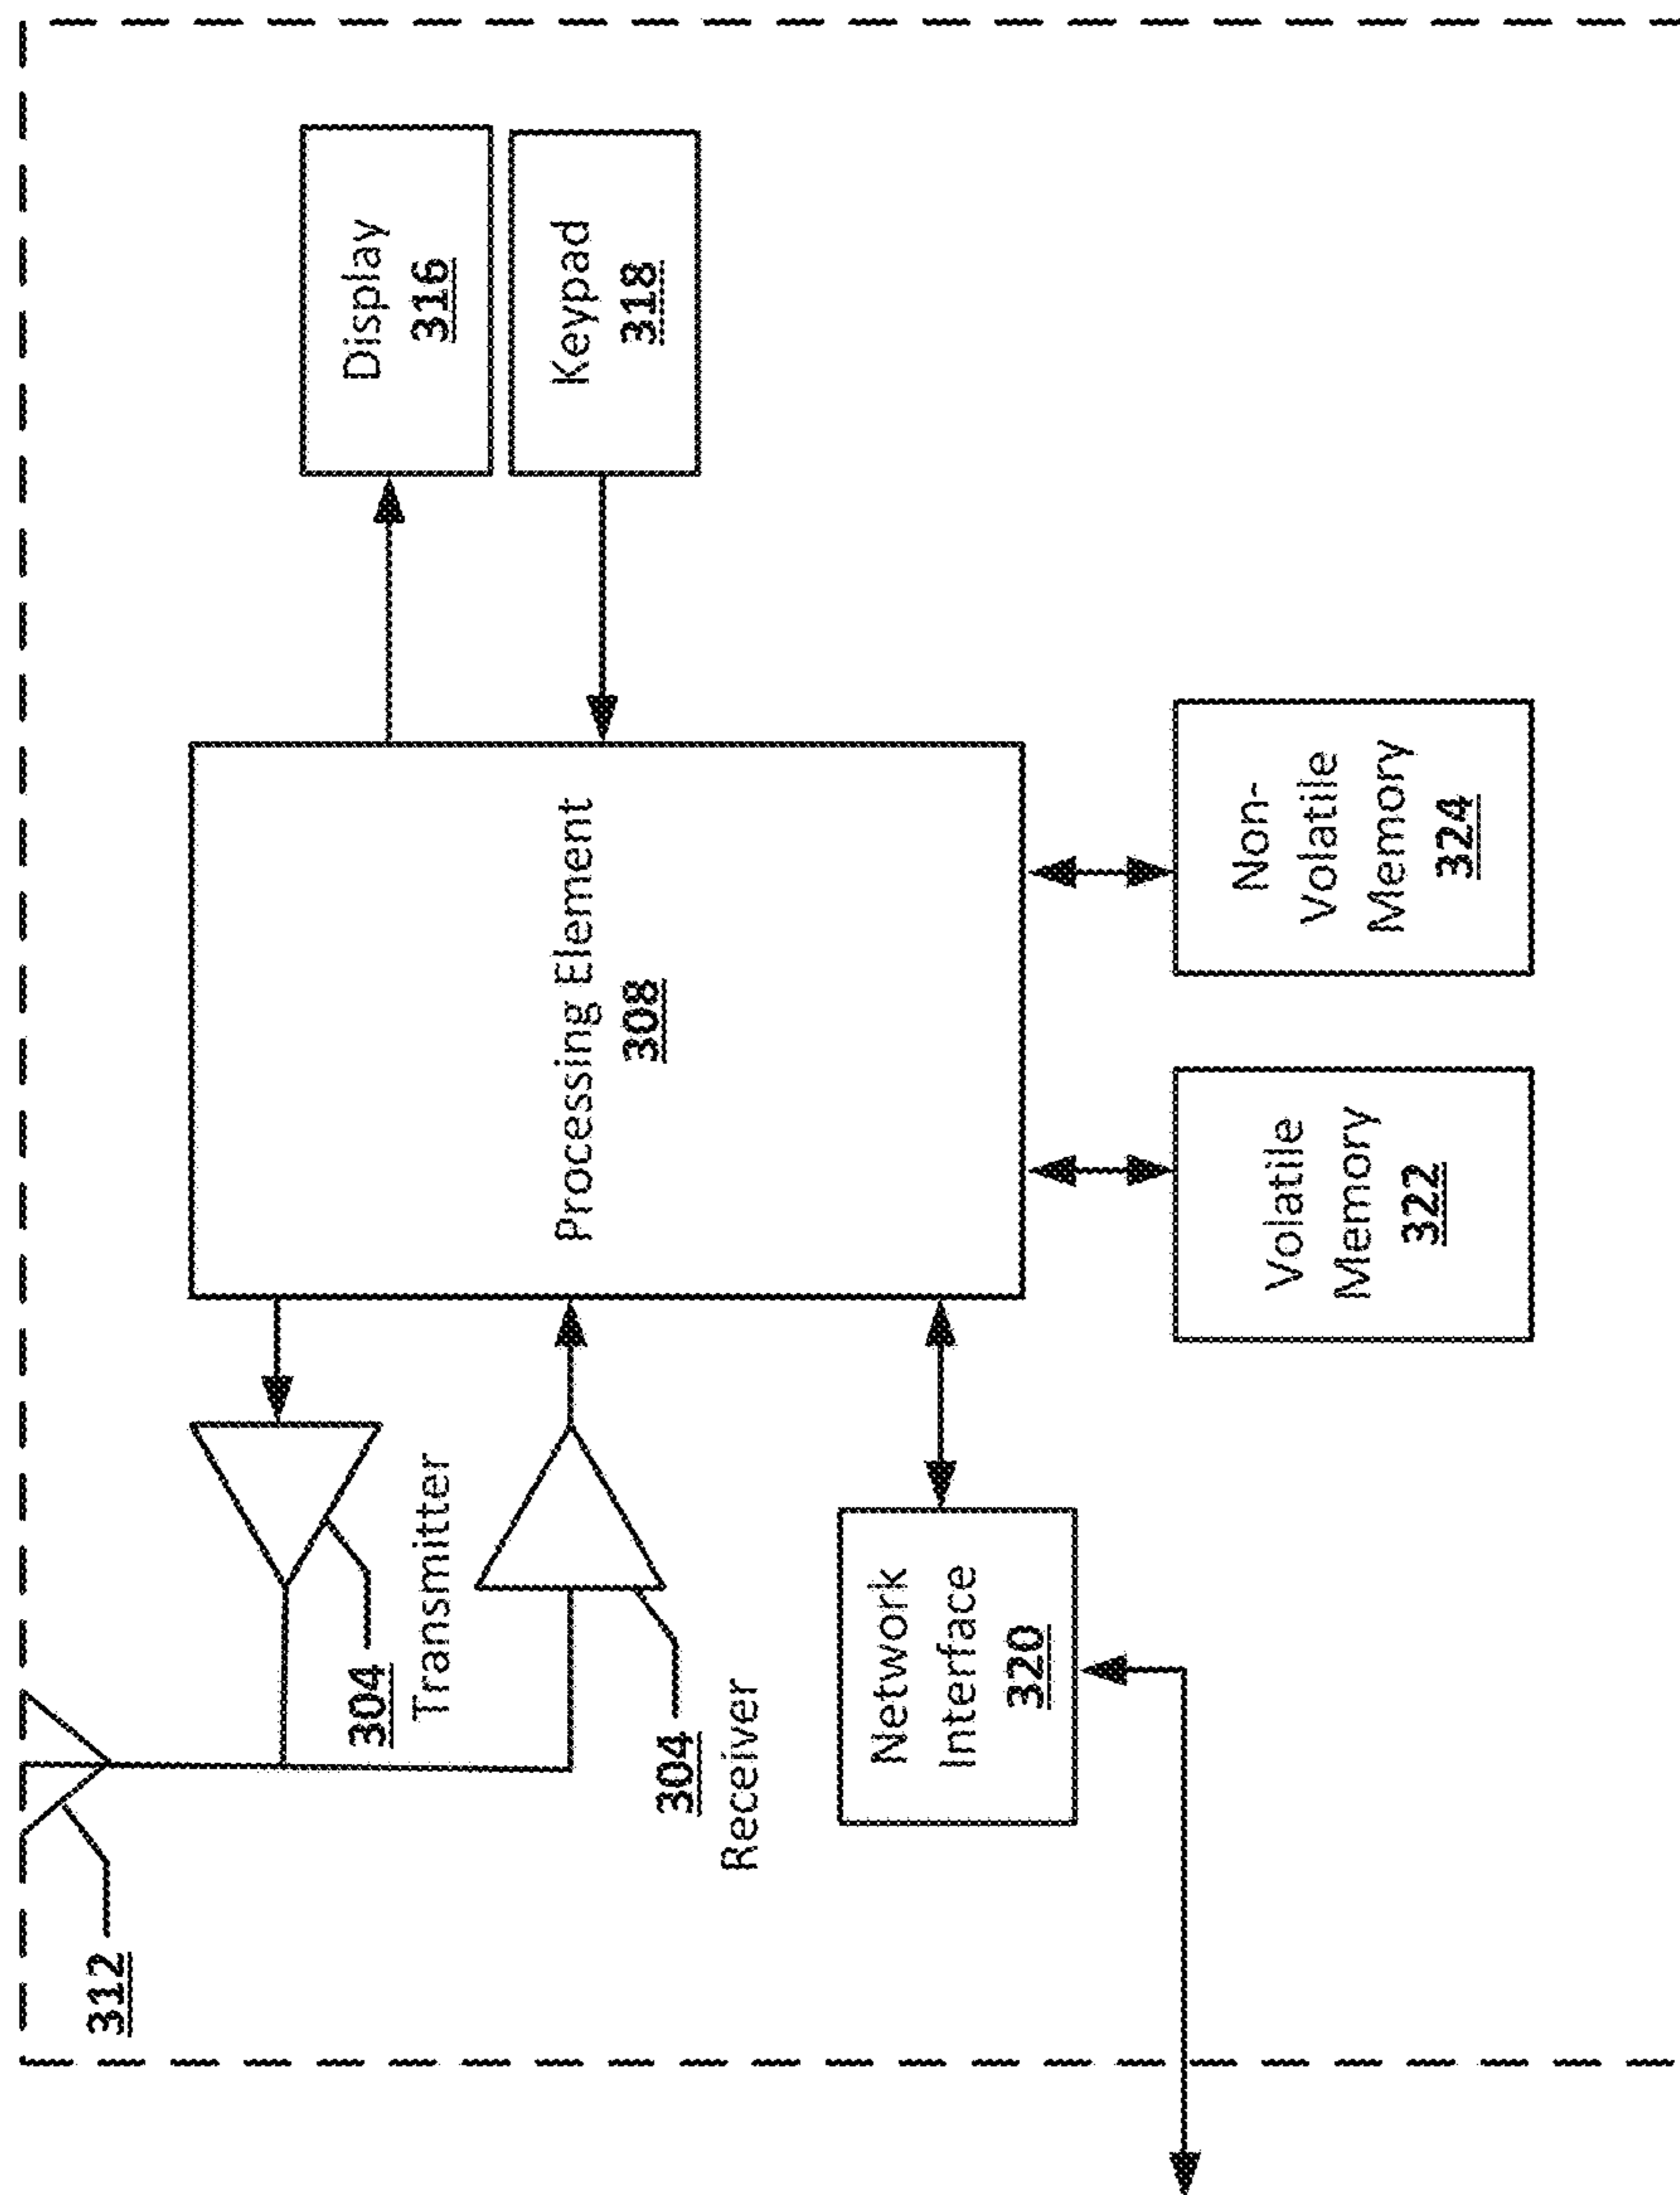 312
304
Transmitter
304
Receiver
Network
Interface
320
Processing Element
308
Display
316
Keypad
318
Volatile
Memory
322
Non-
Volatile
Memory
324